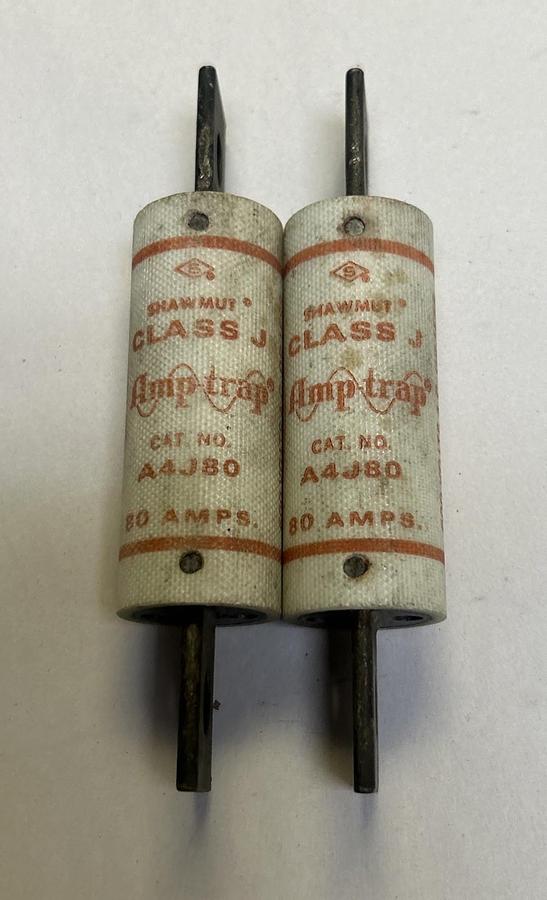 S
SHAWMUT®
CLASS J
Amp-trap®
CAT. NO.
A4J80
80 AMPS.
S
SHAWMUT®
CLASS J
Amp-trap®
CAT. NO.
A4J80
80 AMPS.